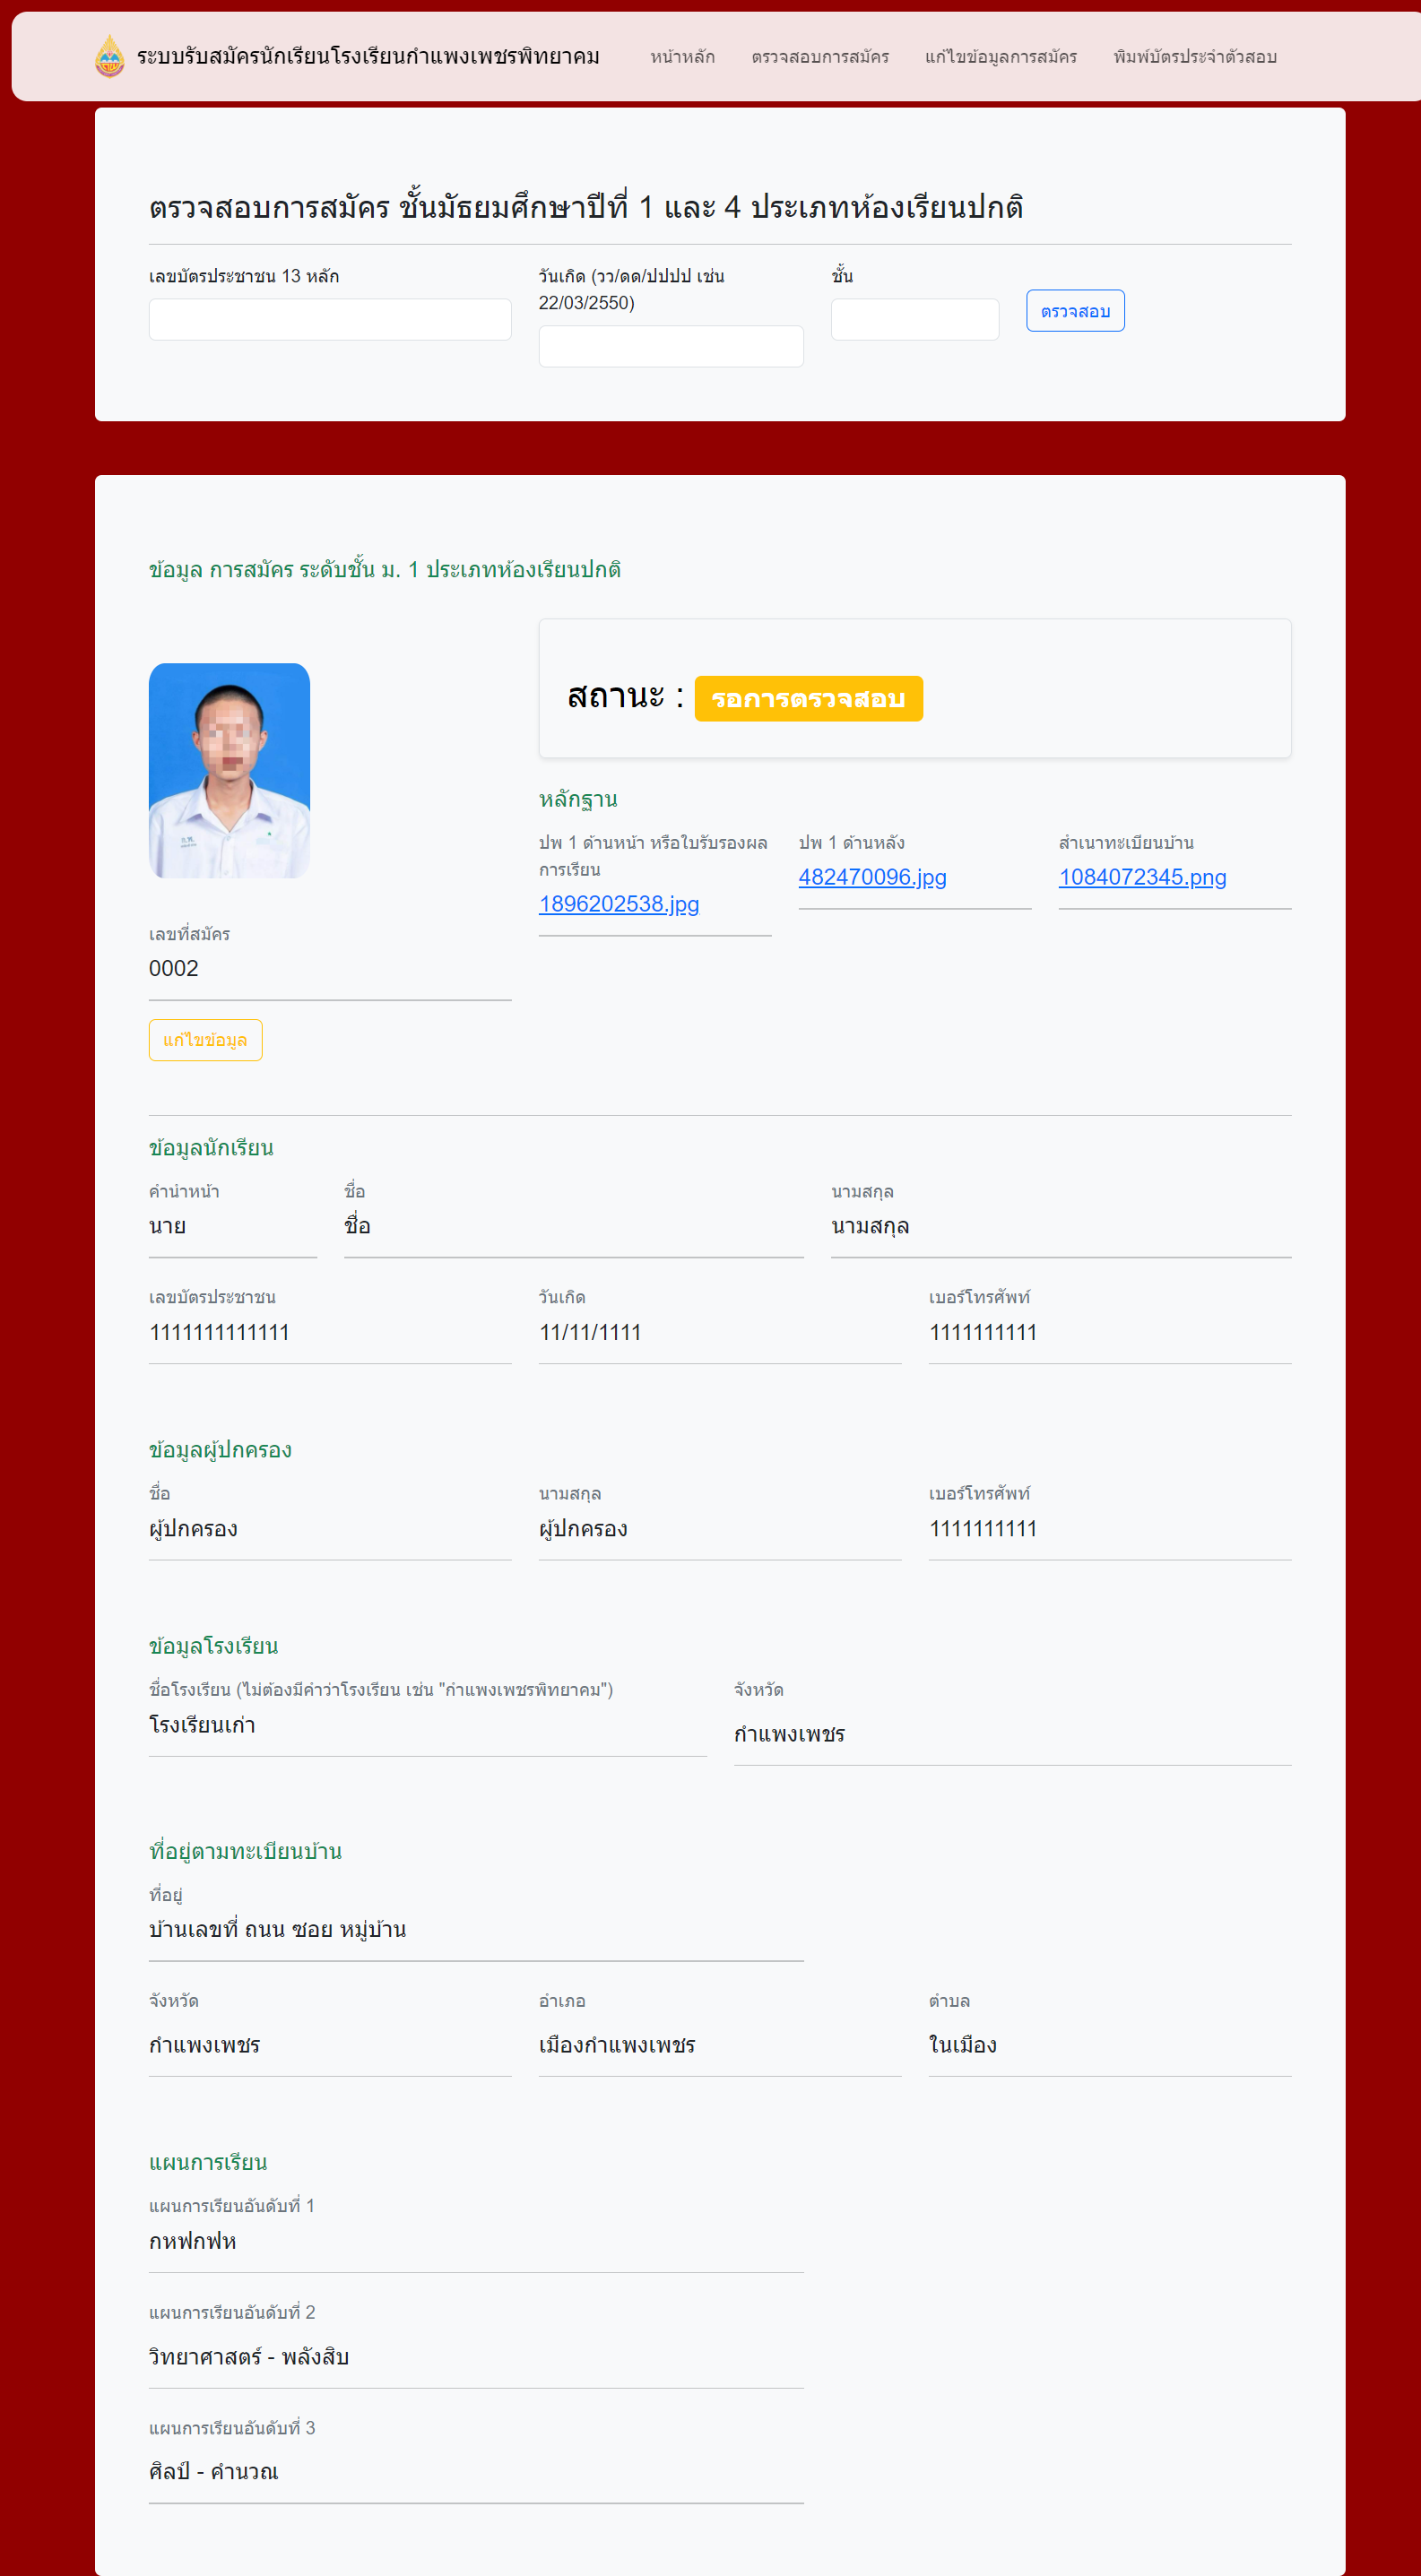 ระบบรับสมัครนักเรียนโรงเรียนกำแพงเพชรพิทยาคม
หน้าหลัก
ตรวจสอบการสมัคร
แก้ไขข้อมูลการสมัคร
พิมพ์บัตรประจำตัวสอบ
ตรวจสอบการสมัคร ชั้นมัธยมศึกษาปีที่ 1 และ 4 ประเภทห้องเรียนปกติ
เลขบัตรประชาชน 13 หลัก
วันเกิด (วว/ดด/ปปปป เช่น
22/03/2550)
ชั้น
ตรวจสอบ
ข้อมูล การสมัคร ระดับชั้น ม. 1 ประเภทห้องเรียนปกติ
สถานะ : รอการตรวจสอบ
หลักฐาน
ปพ 1 ด้านหน้า หรือใบรับรองผล
การเรียน
1896202538.jpg
ปพ 1 ด้านหลัง
482470096.jpg
สำเนาทะเบียนบ้าน
1084072345.png
เลขที่สมัคร
0002
แก้ไขข้อมูล
ข้อมูลนักเรียน
คำนำหน้า
นาย
ชื่อ
ชื่อ
นามสกุล
นามสกุล
เลขบัตรประชาชน
1111111111111
วันเกิด
11/11/1111
เบอร์โทรศัพท์
1111111111
ข้อมูลผู้ปกครอง
ชื่อ
ผู้ปกครอง
นามสกุล
ผู้ปกครอง
เบอร์โทรศัพท์
1111111111
ข้อมูลโรงเรียน
ชื่อโรงเรียน (ไม่ต้องมีคำว่าโรงเรียน เช่น "กำแพงเพชรพิทยาคม")
โรงเรียนเก่า
จังหวัด
กำแพงเพชร
ที่อยู่ตามทะเบียนบ้าน
ที่อยู่
บ้านเลขที่ ถนน ซอย หมู่บ้าน
จังหวัด
กำแพงเพชร
อำเภอ
เมืองกำแพงเพชร
ตำบล
ในเมือง
แผนการเรียน
แผนการเรียนอันดับที่ 1
กหฟกฟห
แผนการเรียนอันดับที่ 2
วิทยาศาสตร์ - พลังสิบ
แผนการเรียนอันดับที่ 3
ศิลป์ - คำนวณ